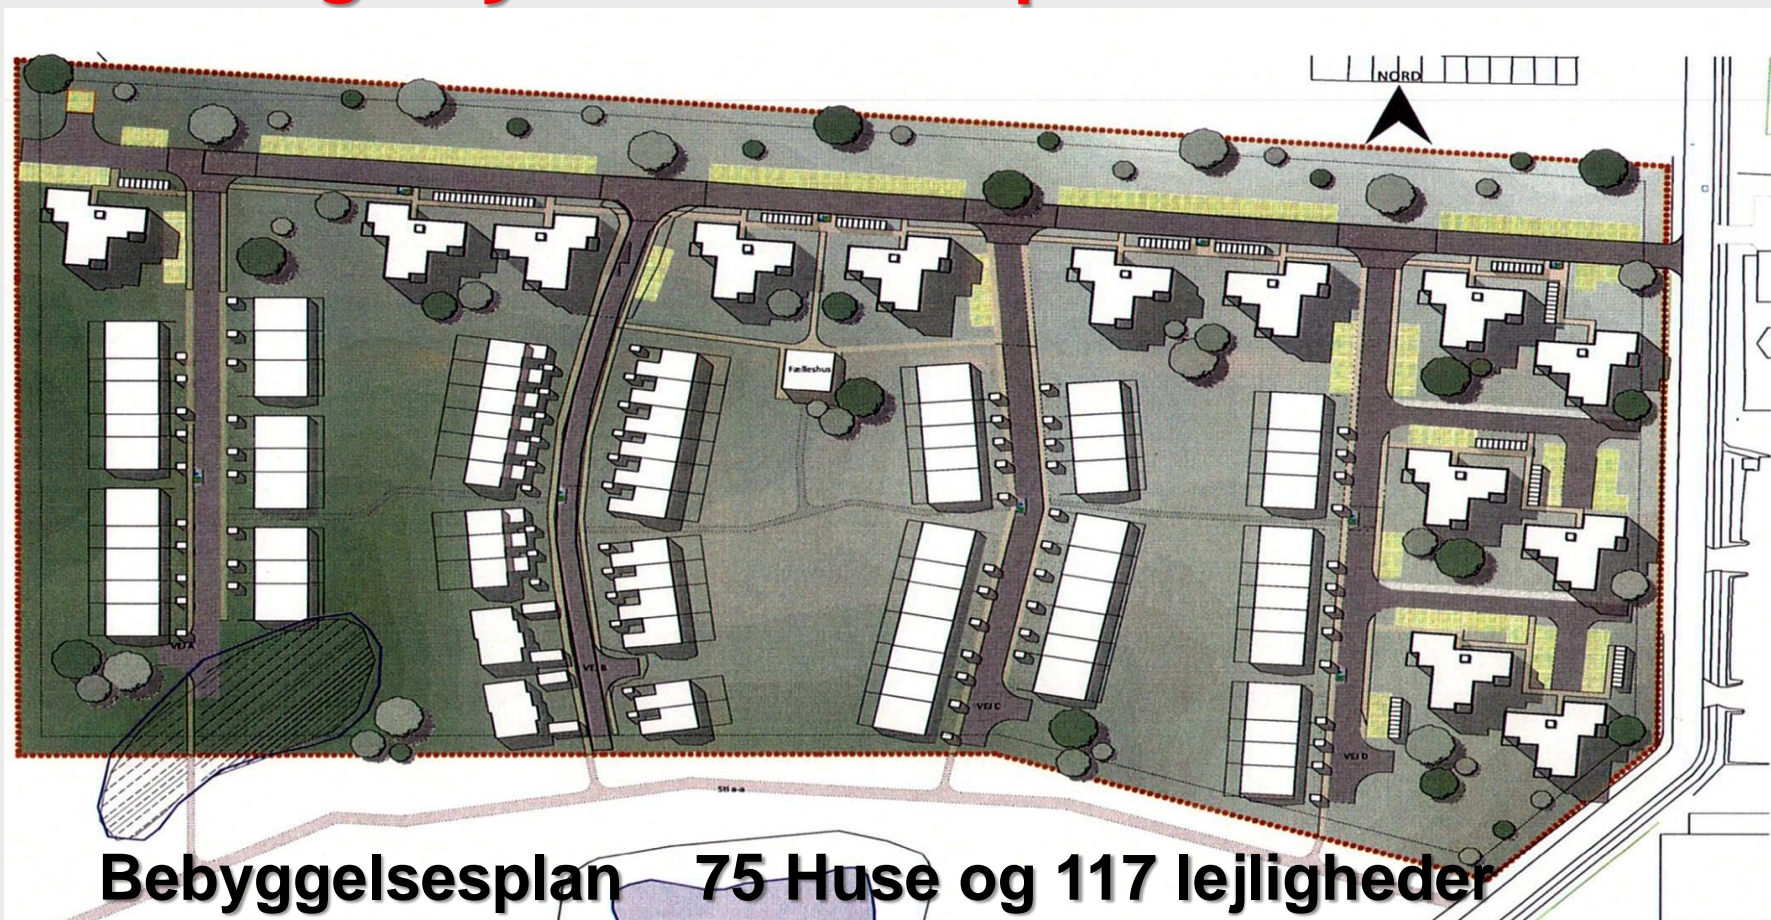 NORD
Fælleshus
VEJ A
VEJ B
VEJ C
VEJ D
Sti a-a
Bebyggelsesplan 75 Huse og 117 lejligheder